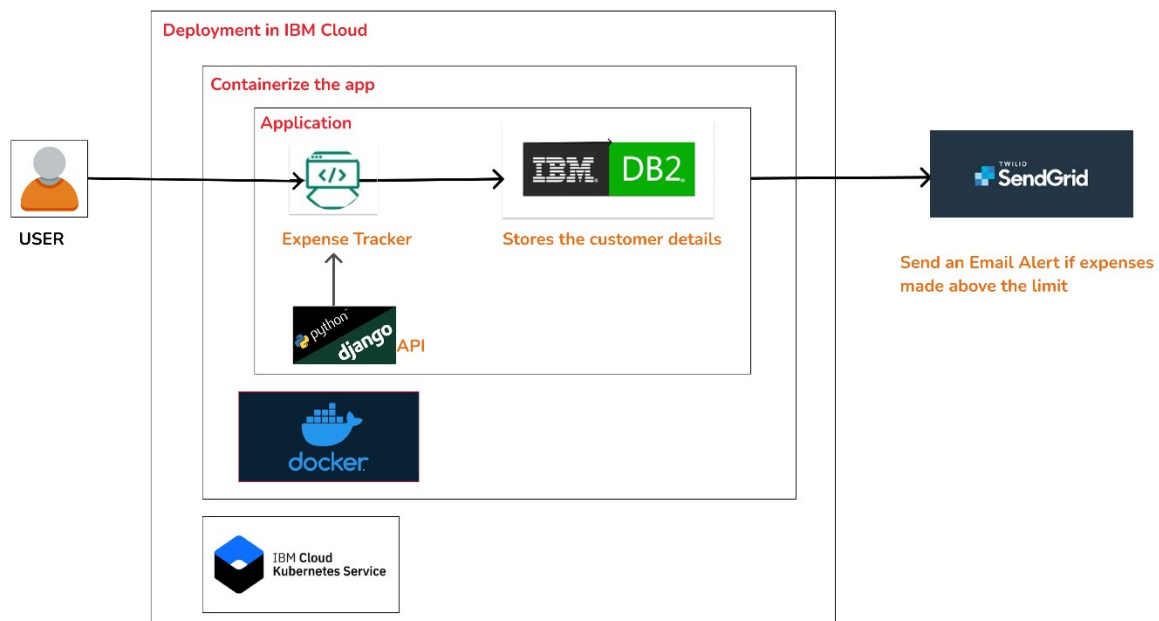 Deployment in IBM Cloud
Containerize the app
Application
</>
IBM.
DB2.
TWILIO
SendGrid
USER
Expense Tracker
Stores the customer details
Send an Email Alert if expenses
made above the limit
python
django
API
docker
IBM Cloud
Kubernetes Service